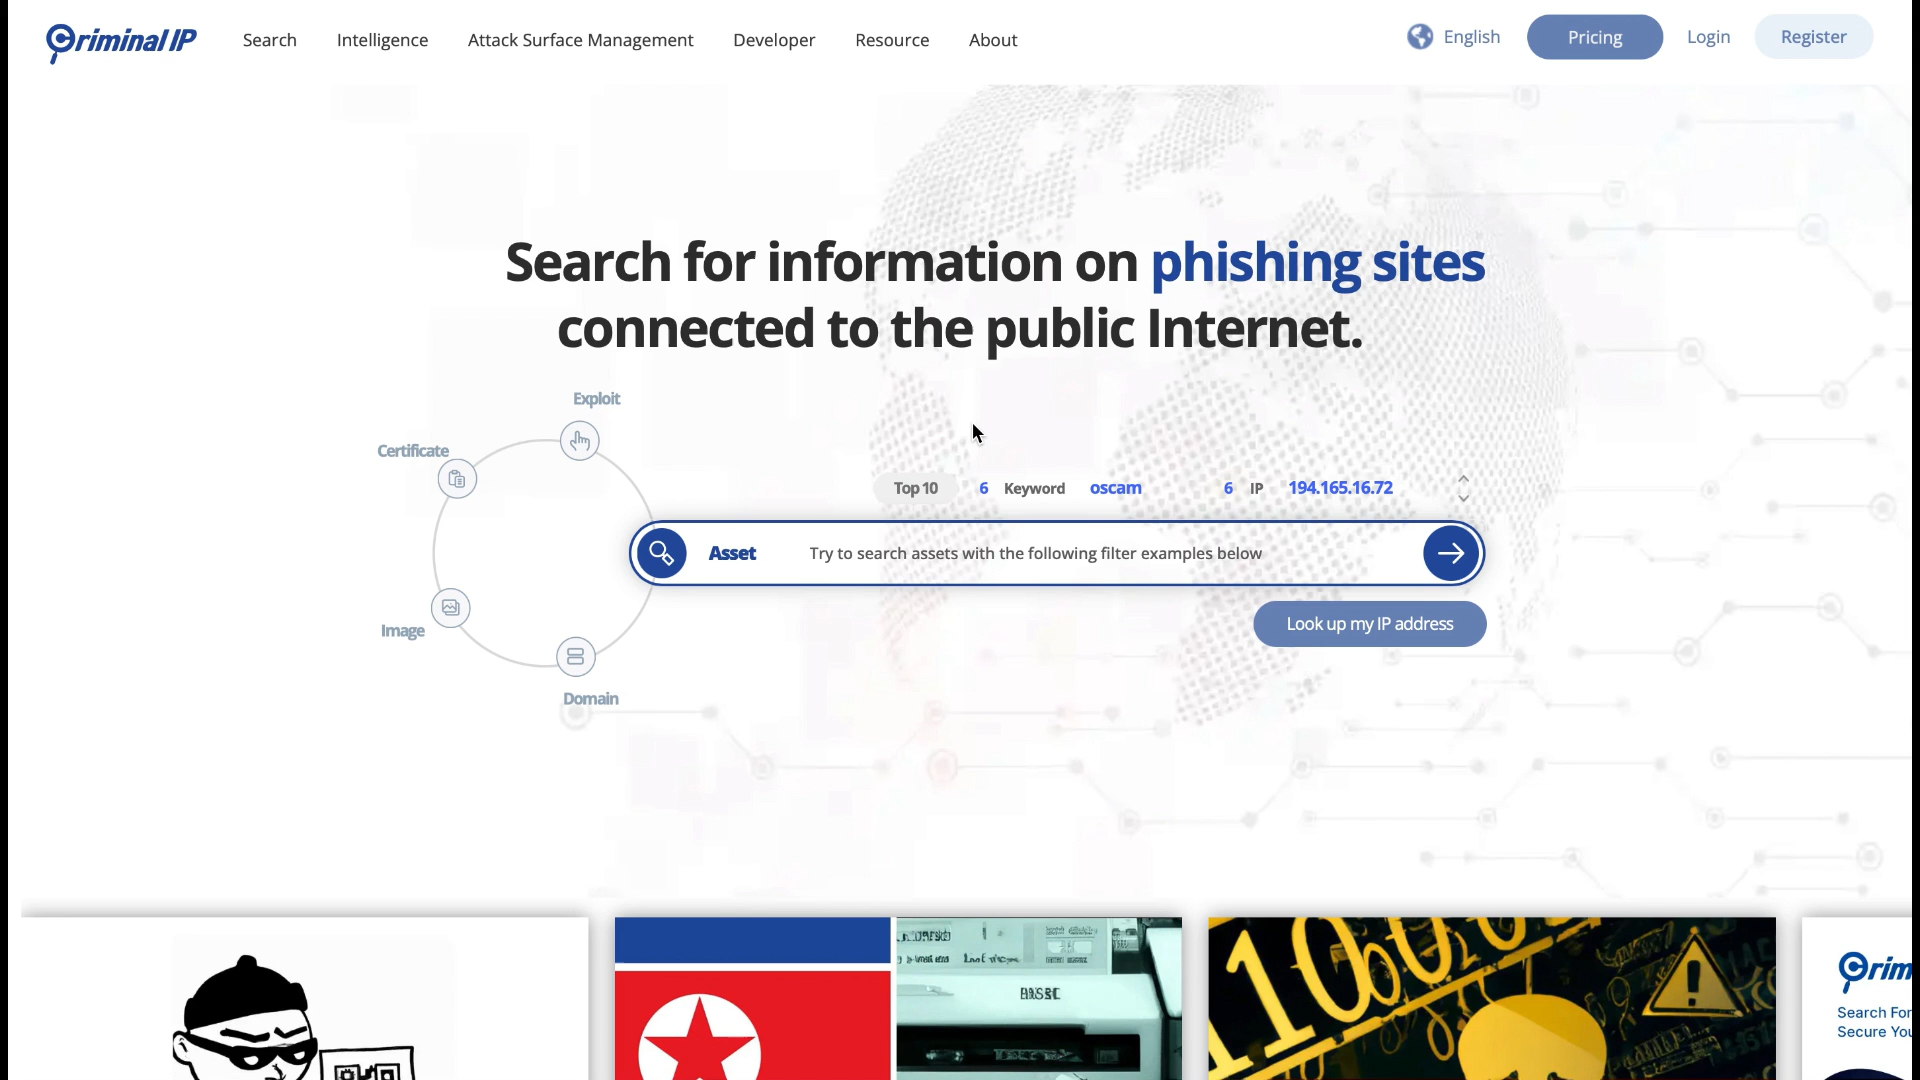 Criminal IP
Search
Intelligence
Attack Surface Management
Developer
Resource
About
English
Pricing
Login
Register
Search for information on phishing sites
connected to the public Internet.
Exploit
Certificate
Image
Domain
Top 10 6 Keyword oscam 6 IP 194.165.16.72
Asset Try to search assets with the following filter examples below
Look up my IP address
Search For